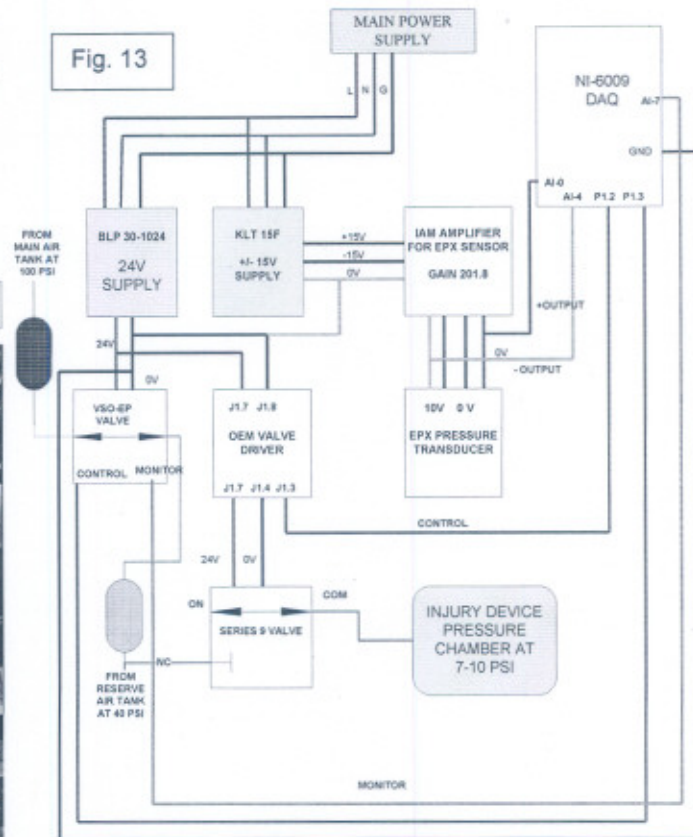 Fig. 13
MAIN POWER
SUPPLY
L N G
NI-6009
DAQ
AI-7
GND
AI-0
AI-4 P1.2 P1.3
FROM
MAIN AIR
TANK AT
100 PSI
BLP 30-1024
24V
SUPPLY
KLT 15F
+/- 15V
SUPPLY
+15V
-15V
0V
IAM AMPLIFIER
FOR EPX SENSOR
GAIN 201.8
+OUTPUT
0V
-OUTPUT
24V
0V
VSO-EP
VALVE
CONTROL
MONITOR
J1.7 J1.8
OEM VALVE
DRIVER
J1.7 J1.4 J1.3
10V 0 V
EPX PRESSURE
TRANSDUCER
CONTROL
24V
0V
ON
COM
SERIES 9 VALVE
NC
INJURY DEVICE
PRESSURE
CHAMBER AT
7-10 PSI
FROM
RESERVE
AIR TANK
AT 40 PSI
MONITOR